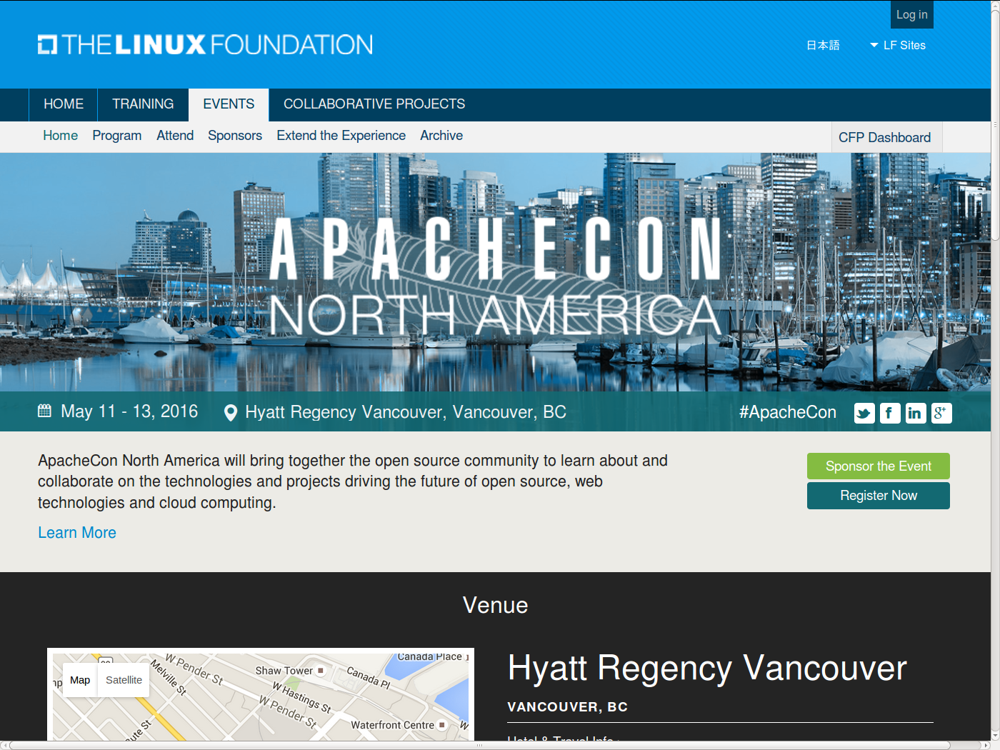 Log in
THE LINUX FOUNDATION
日本語
LF Sites
HOME TRAINING EVENTS COLLABORATIVE PROJECTS
Home Program Attend Sponsors Extend the Experience Archive
CFP Dashboard
APACHECON
NORTH AMERICA
May 11 - 13, 2016
Hyatt Regency Vancouver, Vancouver, BC
#ApacheCon
ApacheCon North America will bring together the open source community to learn about and
collaborate on the technologies and projects driving the future of open source, web
technologies and cloud computing.
Learn More
Sponsor the Event
Register Now
Venue
Map Satellite
W Pender St
Melville St
Shaw Tower
Canada Place
Canada Pl
W Hastings St
W Pender St
Waterfront Centre
Hyatt Regency Vancouver
VANCOUVER, BC
Hotel & Travel Info